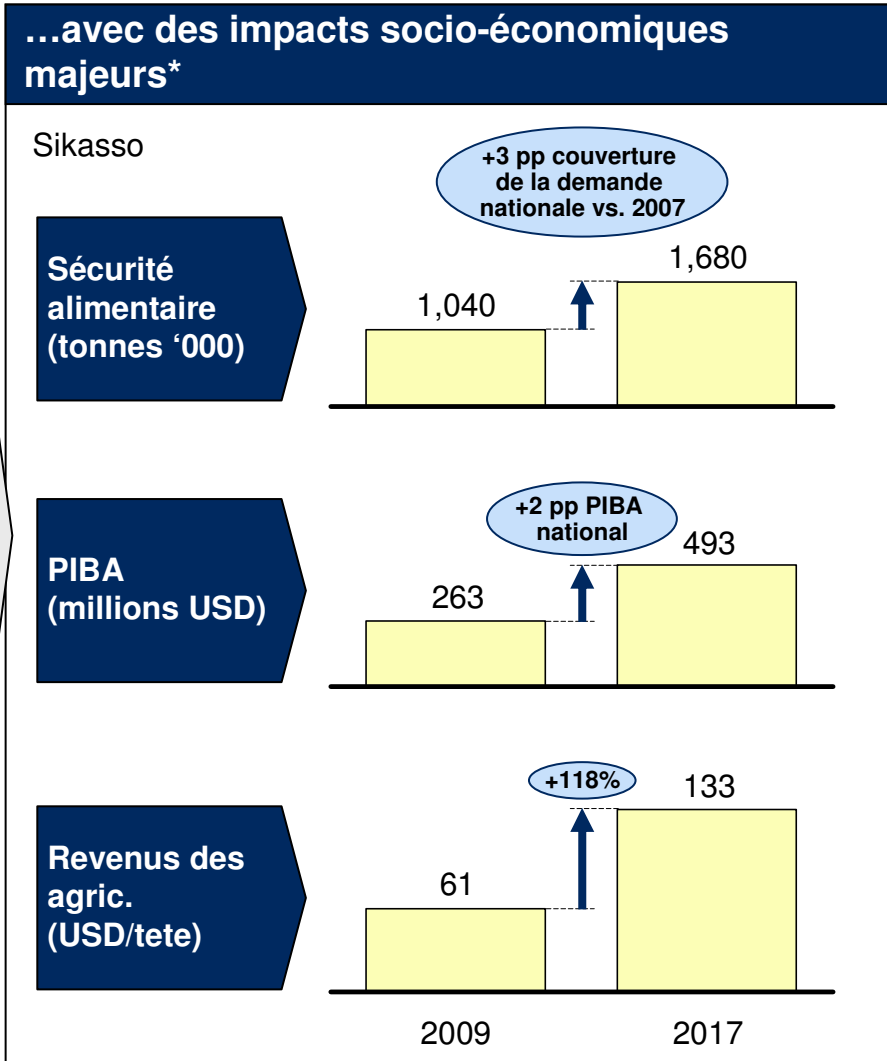 ...avec des impacts socio-économiques
majeurs*
Sikasso
+3 pp couverture
de la demande
nationale vs. 2007
Sécurité
alimentaire
(tonnes ‘000)
1,040
1,680
+2 pp PIBA
national
PIBA
(millions USD)
263
493
+118%
Revenus des
agric.
(USD/tete)
61
133
2009
2017